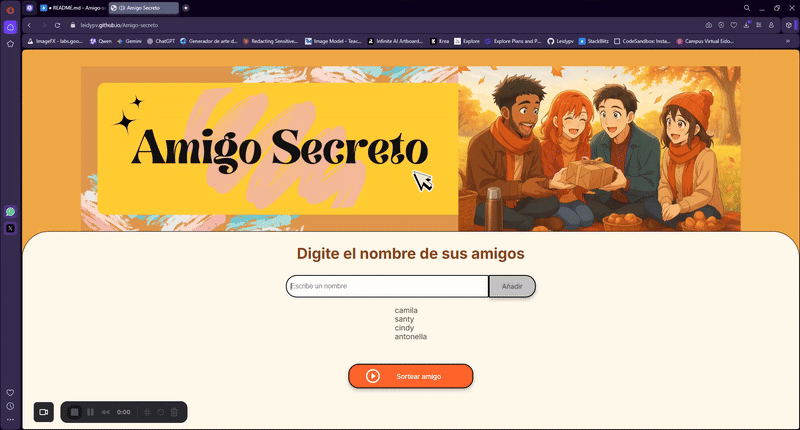 README.md - Amigo-s
Amigo Secreto
leidypv.github.io/Amigo-secreto
ImageFX - labs.goo...
Qwen
Gemini
ChatGPT
Generador de arte d...
Redacting Sensitive...
Image Model - Teac...
Infinite AI Artboard...
Krea
Explore
Explore Plans and P...
Leidypv
StackBlitz
CodeSandbox: Insta...
Campus Virtual Eido...
Amigo Secreto
Digite el nombre de sus amigos
Escribe un nombre
Añadir
camila
santy
cindy
antonella
Sortear amigo
0:00